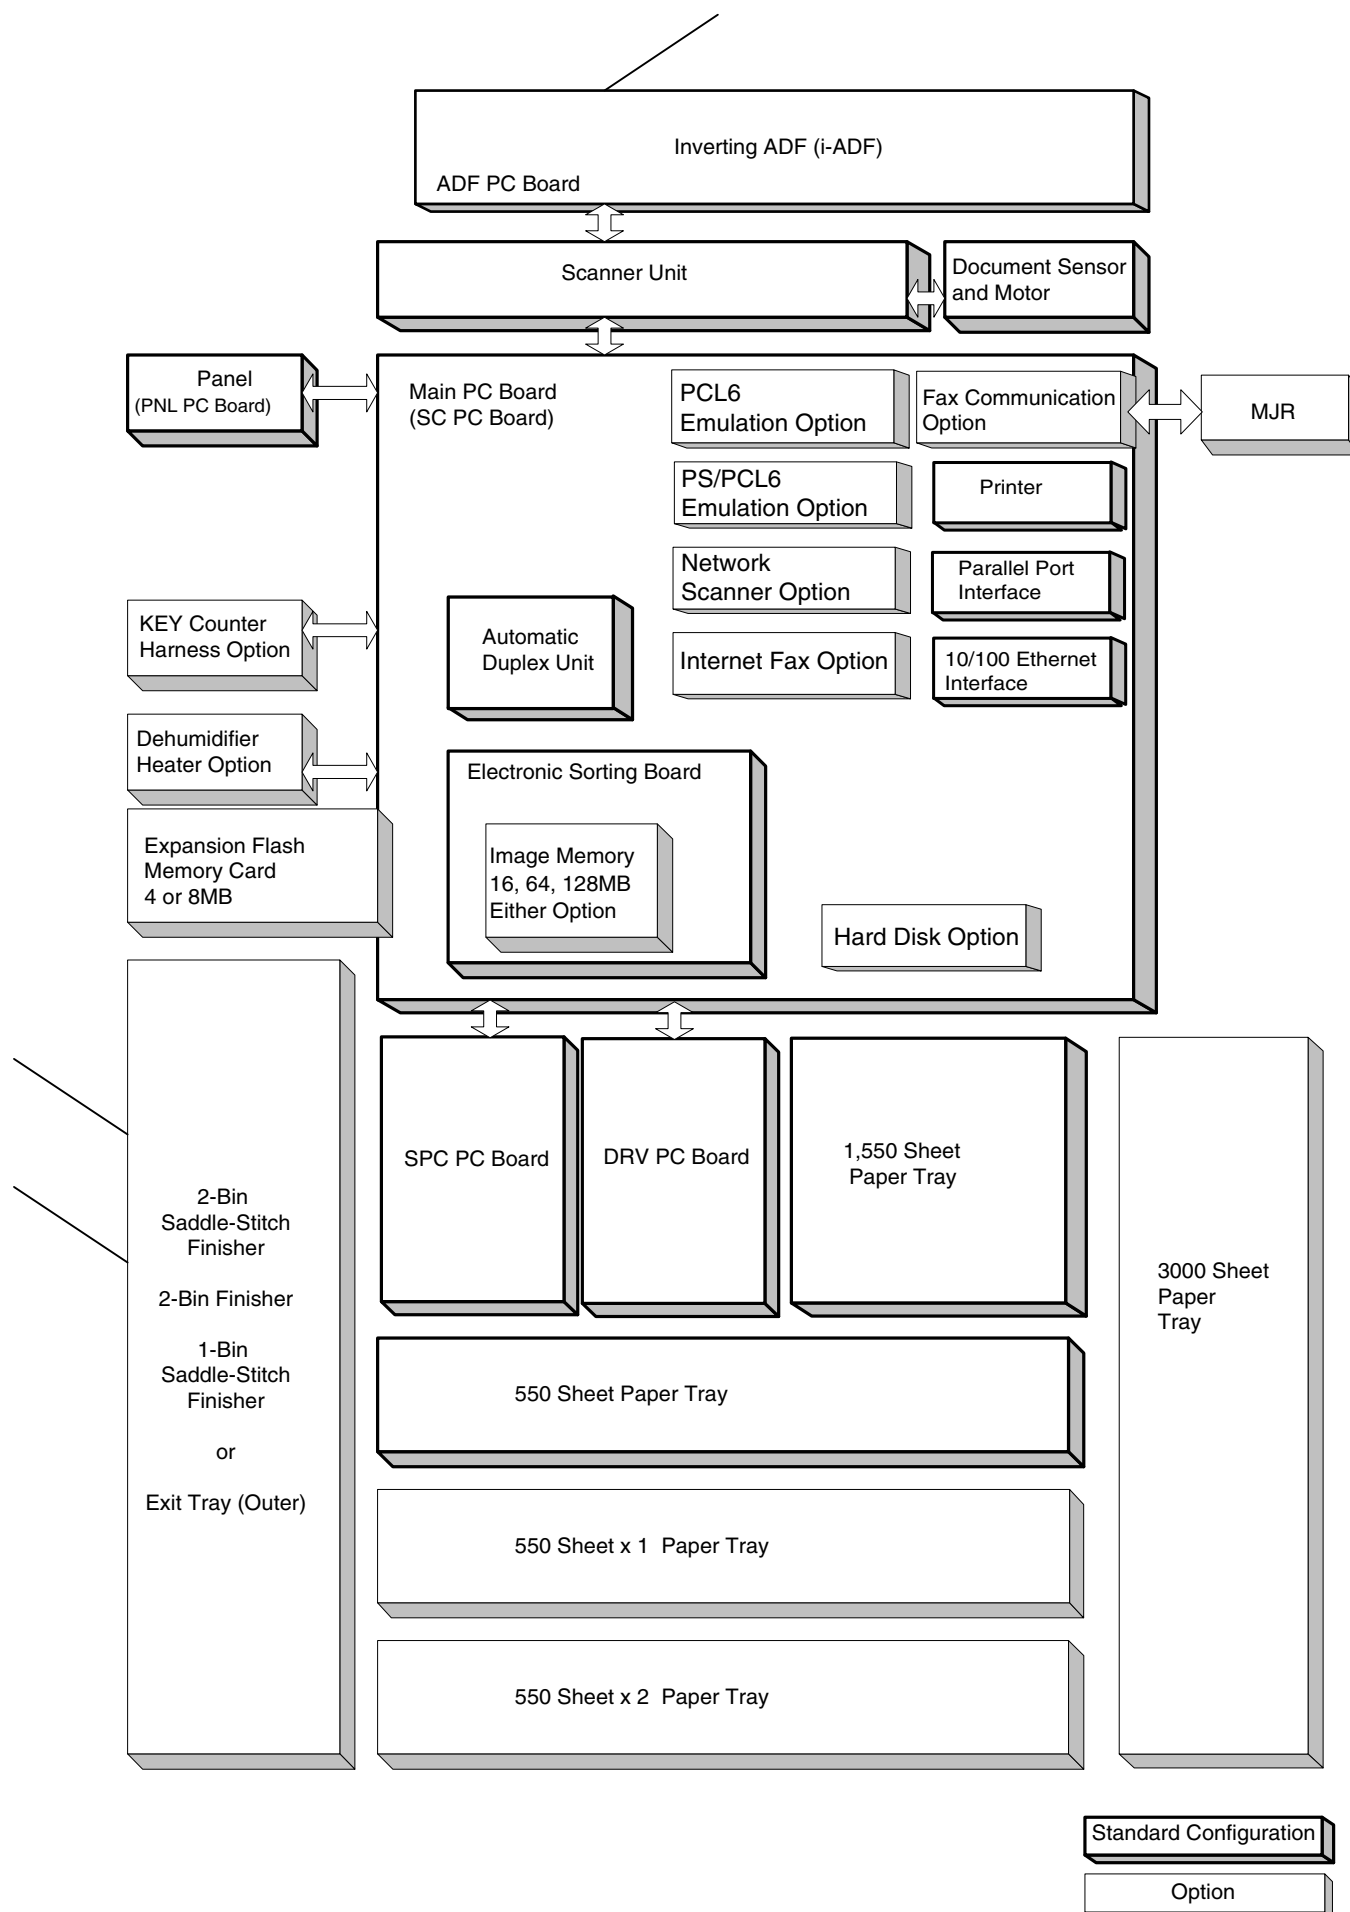 Inverting ADF (i-ADF)
ADF PC Board
Scanner Unit
Document Sensor
and Motor
Panel
(PNL PC Board)
Main PC Board
(SC PC Board)
PCL6
Emulation Option
Fax Communication
Option
MJR
PS/PCL6
Emulation Option
Printer
Network
Scanner Option
Parallel Port
Interface
KEY Counter
Harness Option
Automatic
Duplex Unit
Internet Fax Option
10/100 Ethernet
Interface
Dehumidifier
Heater Option
Electronic Sorting Board
Expansion Flash
Memory Card
4 or 8MB
Image Memory
16, 64, 128MB
Either Option
Hard Disk Option
SPC PC Board
DRV PC Board
1,550 Sheet
Paper Tray
2-Bin
Saddle-Stitch
Finisher
2-Bin Finisher
1-Bin
Saddle-Stitch
Finisher
or
Exit Tray (Outer)
3000 Sheet
Paper
Tray
550 Sheet Paper Tray
550 Sheet x 1 Paper Tray
550 Sheet x 2 Paper Tray
Standard Configuration
Option